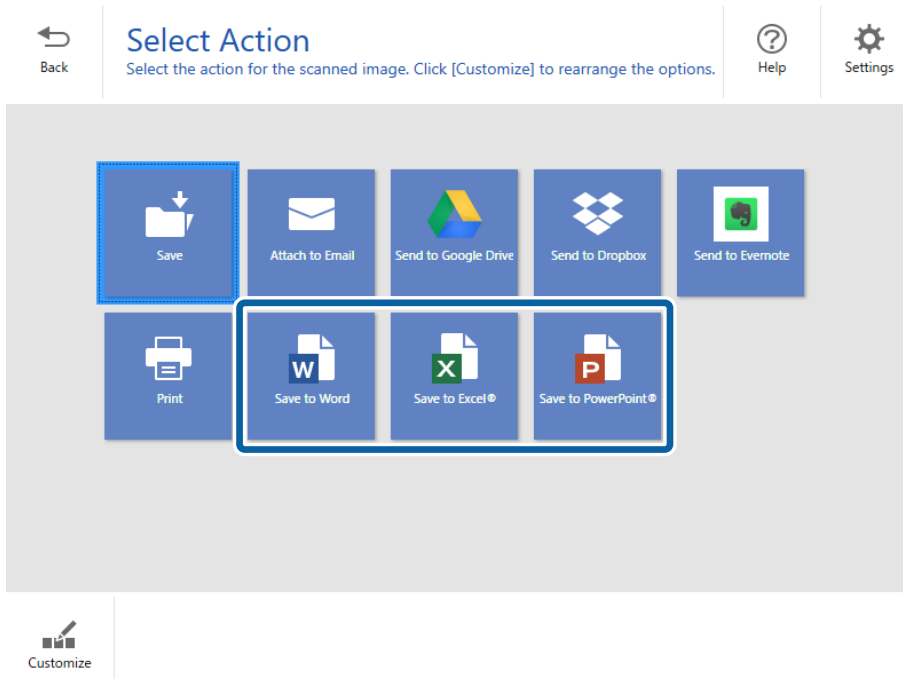 Select Action
Back
Select the action for the scanned image. Click [Customize] to rearrange the options.
Help
Settings
Save
Attach to Email
Send to Google Drive
Send to Dropbox
Send to Evernote
W
X
P
Print
Save to Word
Save to Excel®
Save to PowerPoint®
Customize